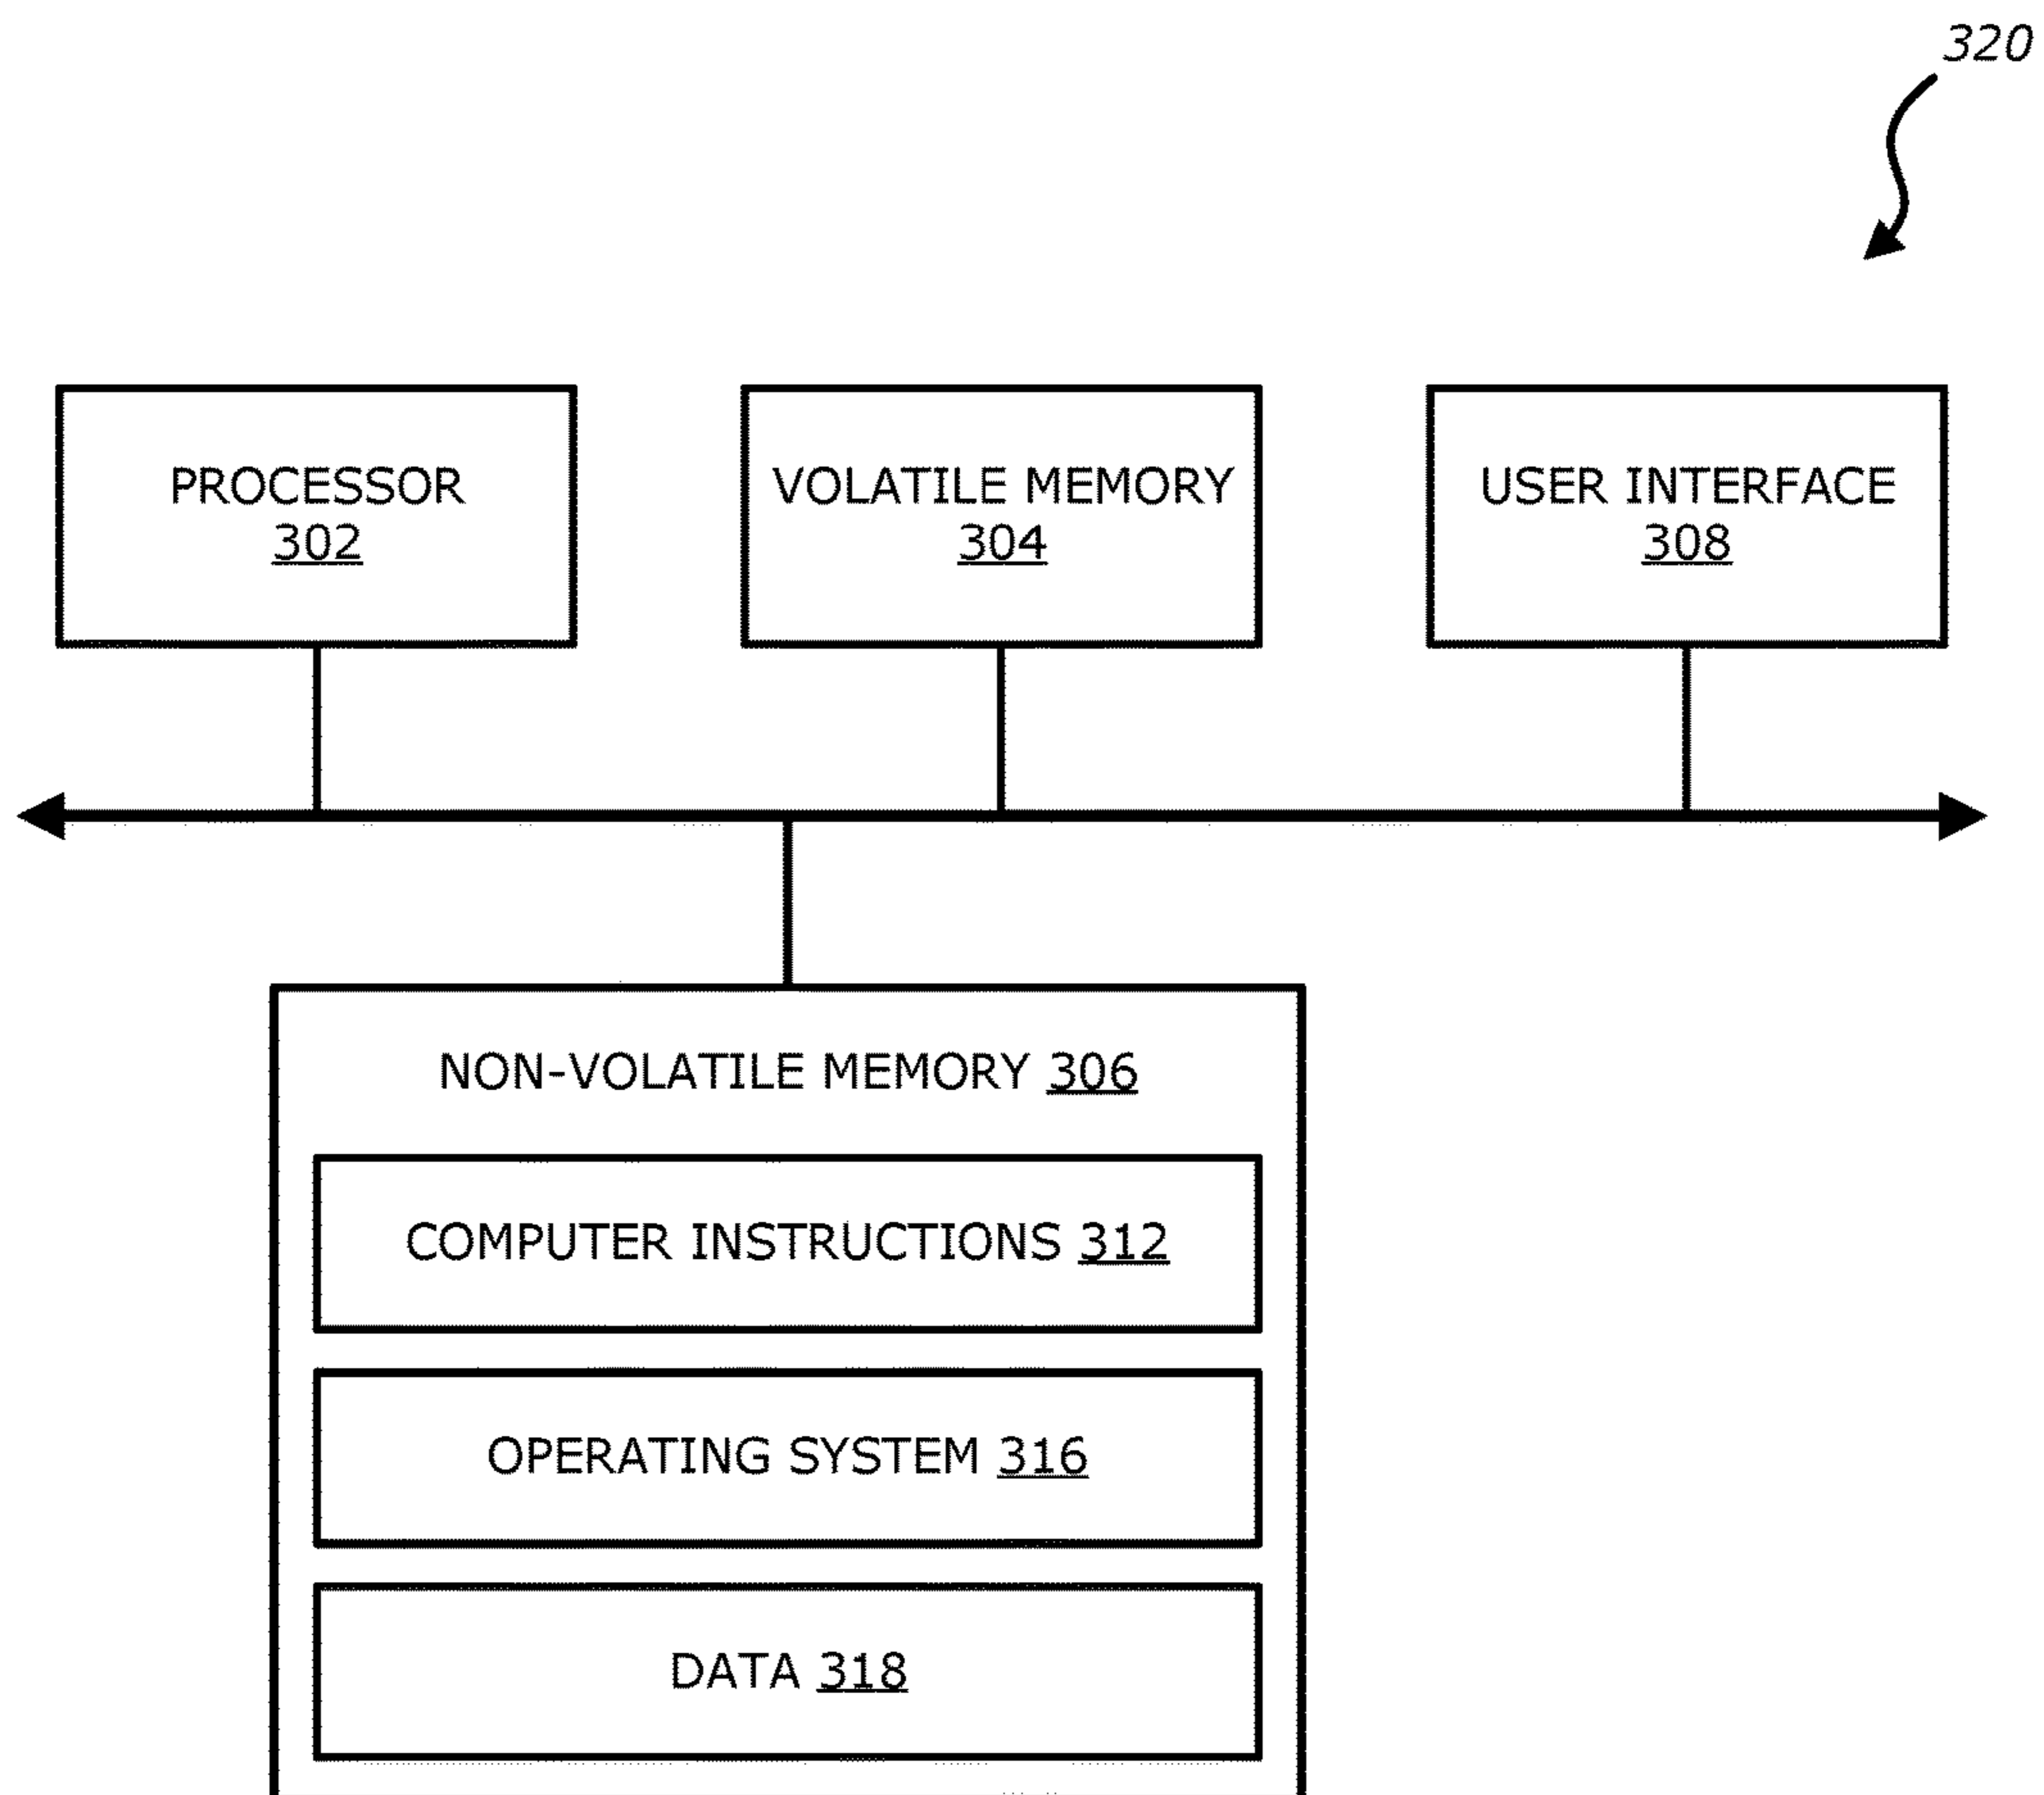 320
PROCESSOR
302
VOLATILE MEMORY
304
USER INTERFACE
308
NON-VOLATILE MEMORY 306
COMPUTER INSTRUCTIONS 312
OPERATING SYSTEM 316
DATA 318